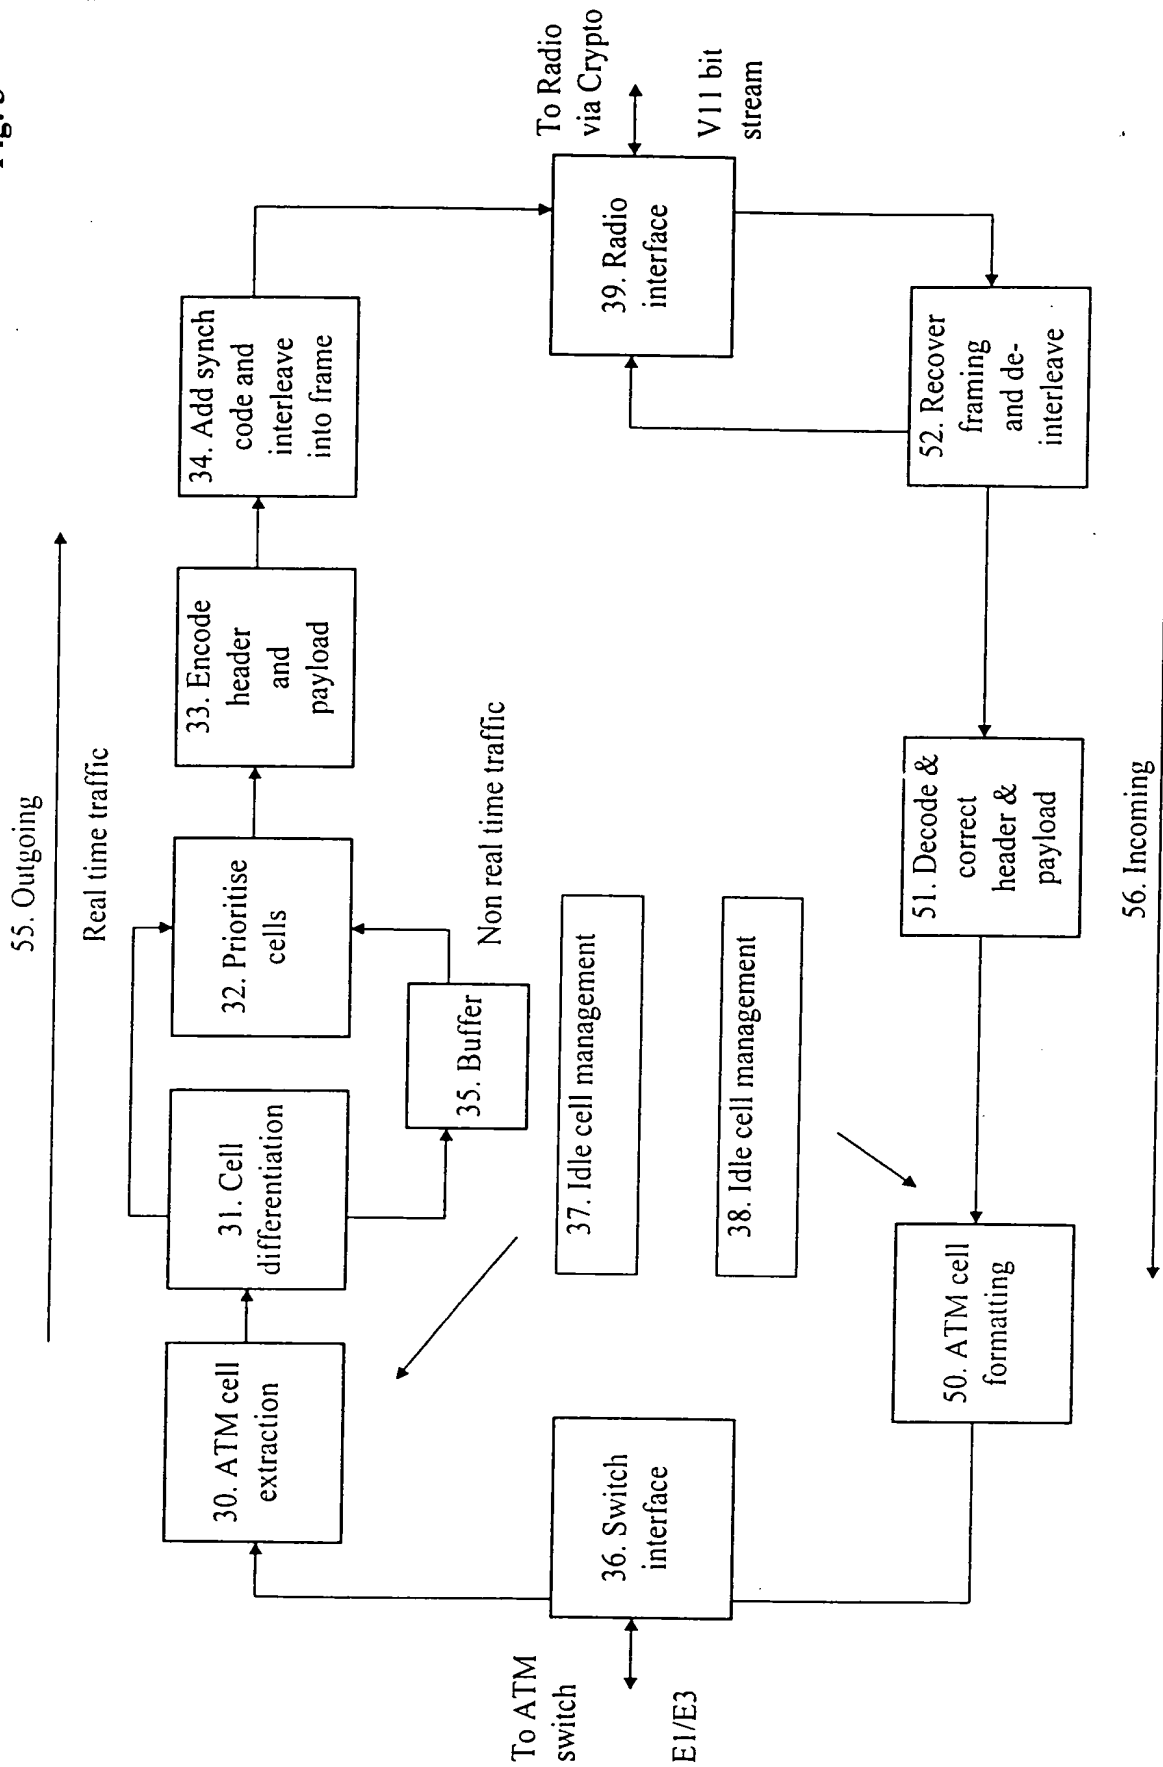 55. Outgoing
Real time traffic
30. ATM cell
extraction
31. Cell
differentiation
32. Prioritise
cells
33. Encode
header
and
payload
34. Add synch
code and
interleave
into frame
35. Buffer
Non real time traffic
To ATM
switch
E1/E3
36. Switch
interface
37. Idle cell management
38. Idle cell management
39. Radio
interface
To Radio
via Crypto
V11 bit
stream
50. ATM cell
formatting
51. Decode &
correct
header &
payload
52. Recover
framing
and de-
interleave
56. Incoming